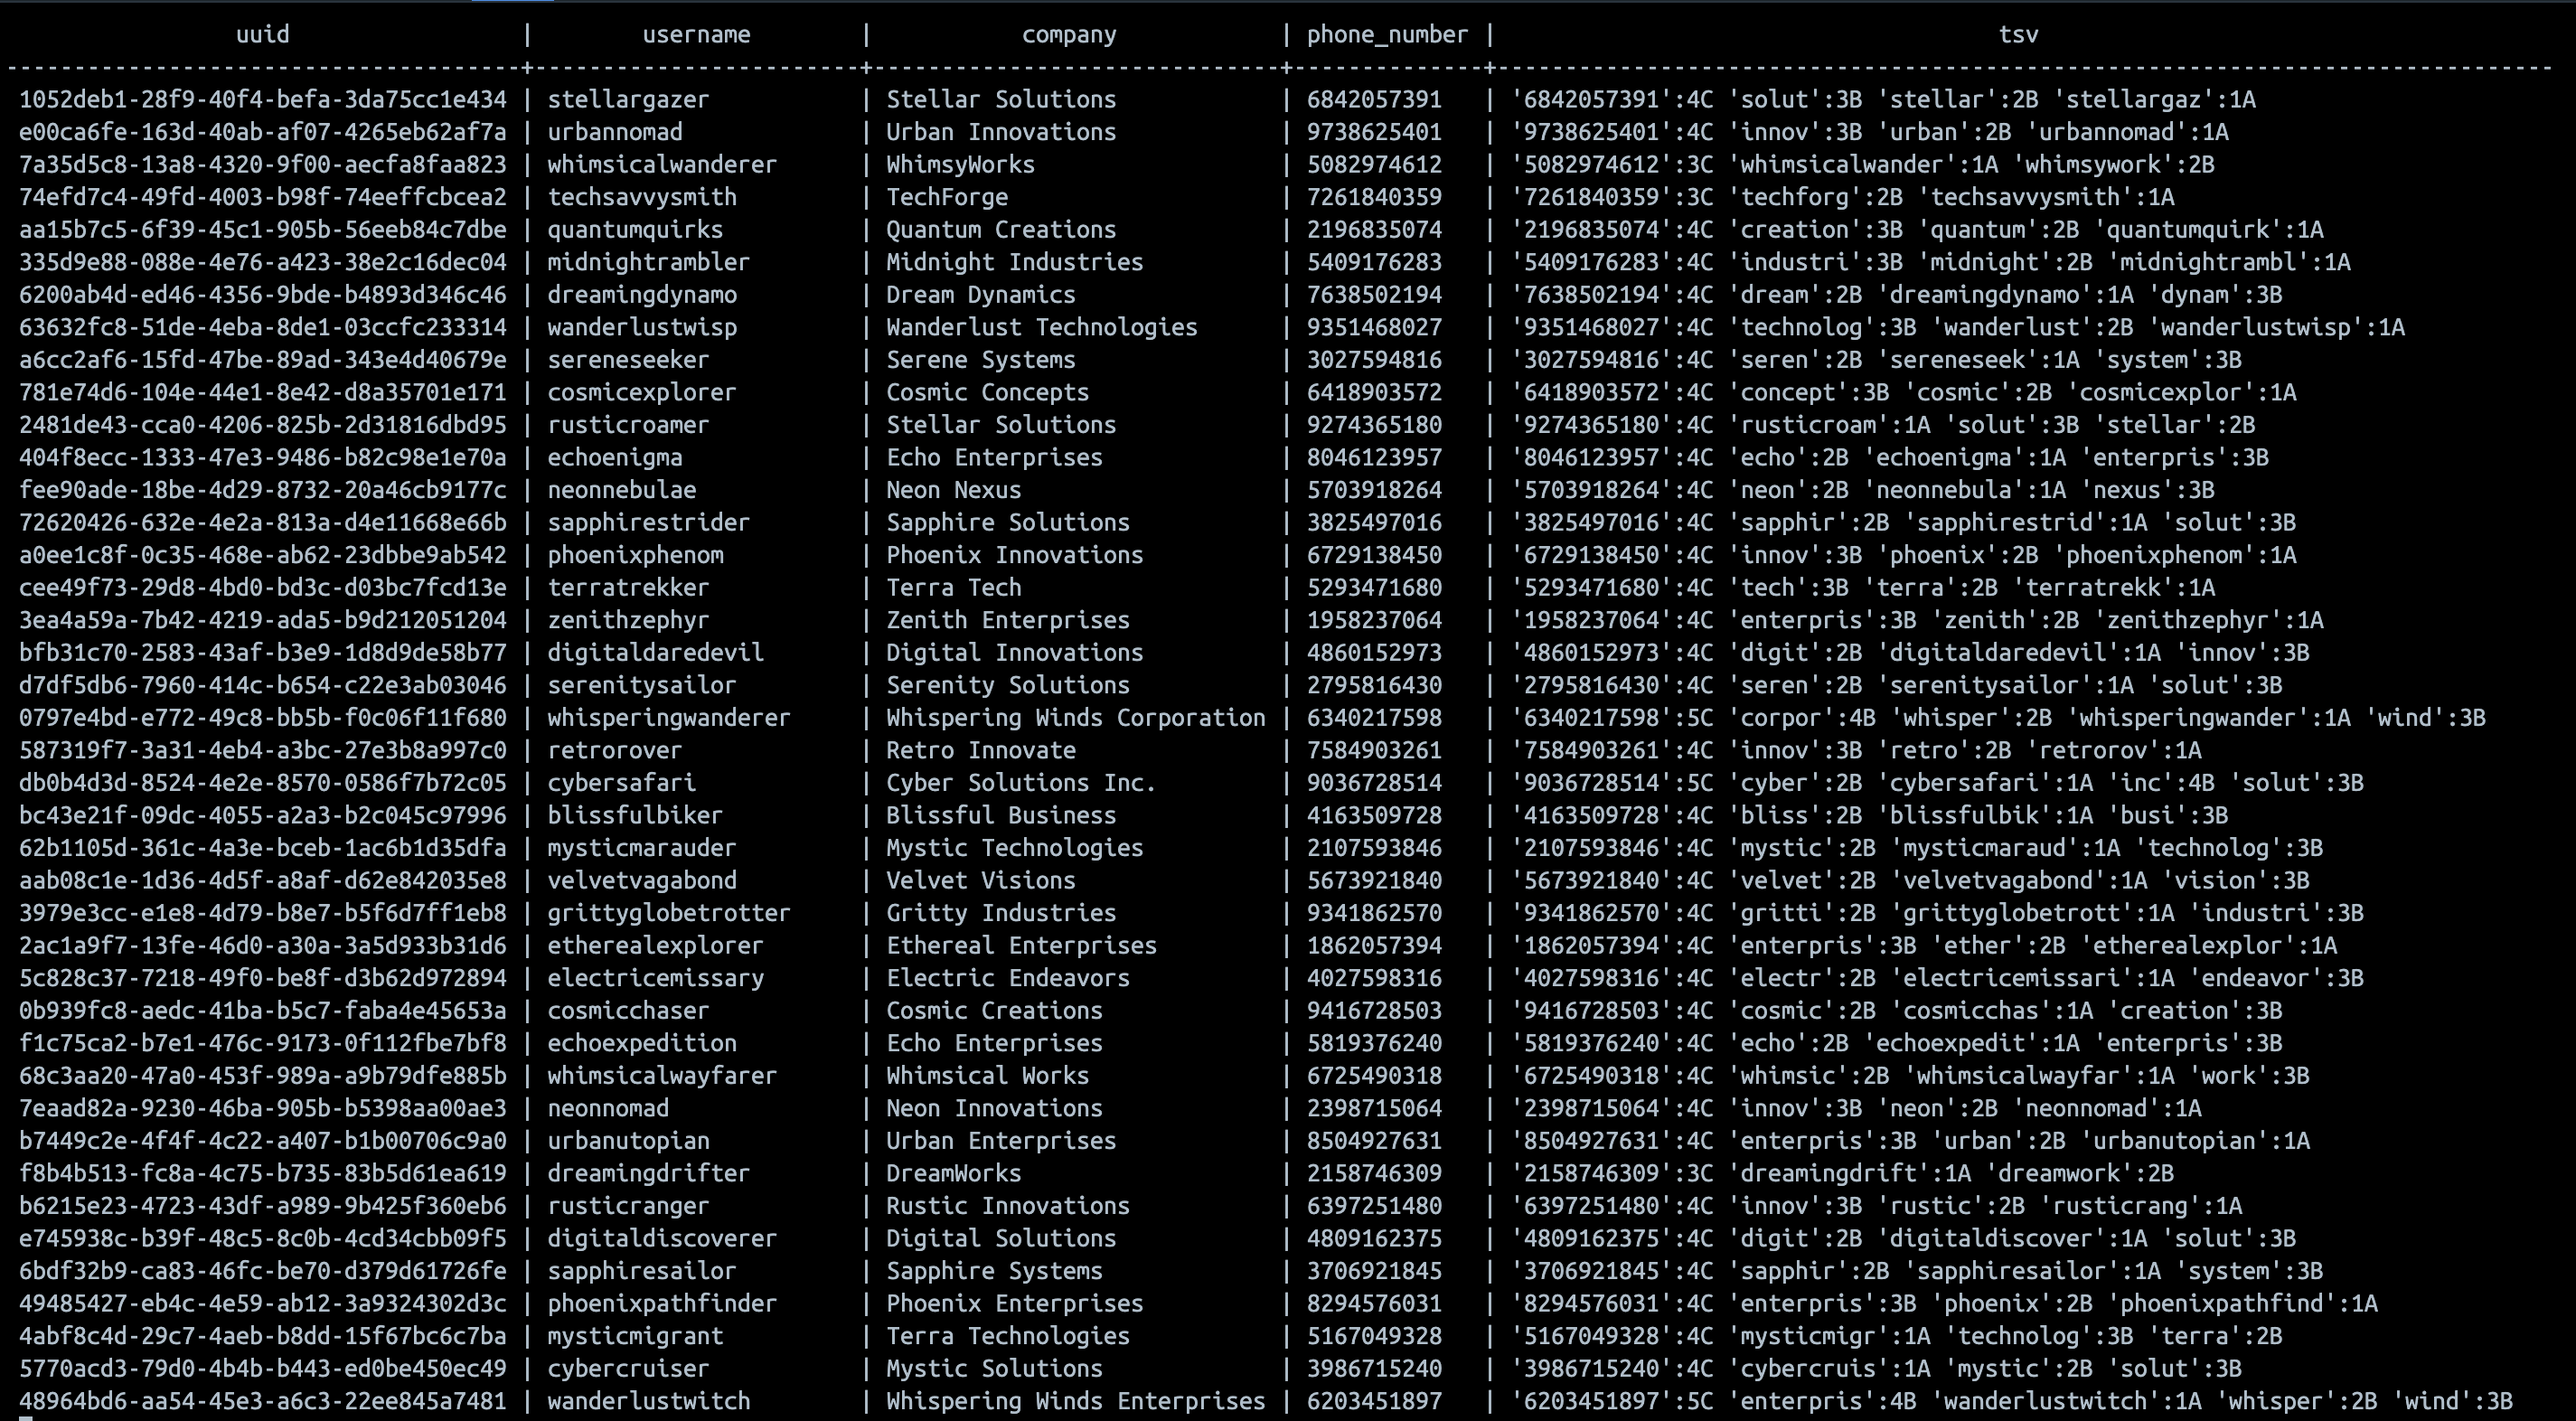 uuid | username | company | phone_number | tsv
--------------------------------------+-------------------------+-------------------------------+--------------+-------------------------------------------------------------------------------
1052deb1-28f9-40f4-befa-3da75cc1e434 | stellargazer | Stellar Solutions | 6842057391 | '6842057391':4C 'solut':3B 'stellar':2B 'stellargaz':1A
e00ca6fe-163d-40ab-af07-4265eb62af7a | urbannomad | Urban Innovations | 9738625401 | '9738625401':4C 'innov':3B 'urban':2B 'urbannomad':1A
7a35d5c8-13a8-4320-9f00-aecfa8faa823 | whimsicalwanderer | WhimsyWorks | 5082974612 | '5082974612':3C 'whimsicalwander':1A 'whimsywork':2B
74efd7c4-49fd-4003-b98f-74eeffcbcea2 | techsavvysmith | TechForge | 7261840359 | '7261840359':3C 'techforg':2B 'techsavvysmith':1A
aa15b7c5-6f39-45c1-905b-56eeb84c7dbe | quantumquirks | Quantum Creations | 2196835074 | '2196835074':4C 'creation':3B 'quantum':2B 'quantumquirk':1A
335d9e88-088e-4e76-a423-38e2c16dec04 | midnightrambler | Midnight Industries | 5409176283 | '5409176283':4C 'industri':3B 'midnight':2B 'midnightrambl':1A
6200ab4d-ed46-4356-9bde-b4893d346c46 | dreamingdynamo | Dream Dynamics | 7638502194 | '7638502194':4C 'dream':2B 'dreamingdynamo':1A 'dynam':3B
63632fc8-51de-4eba-8de1-03ccfc233314 | wanderlustwisp | Wanderlust Technologies | 9351468027 | '9351468027':4C 'technolog':3B 'wanderlust':2B 'wanderlustwisp':1A
a6cc2af6-15fd-47be-89ad-343e4d40679e | sereneseeker | Serene Systems | 3027594816 | '3027594816':4C 'seren':2B 'sereneseek':1A 'system':3B
781e74d6-104e-44e1-8e42-d8a35701e171 | cosmicexplorer | Cosmic Concepts | 6418903572 | '6418903572':4C 'concept':3B 'cosmic':2B 'cosmicexplor':1A
2481de43-cca0-4206-825b-2d31816dbd95 | rusticroamer | Stellar Solutions | 9274365180 | '9274365180':4C 'rusticroam':1A 'solut':3B 'stellar':2B
404f8ecc-1333-47e3-9486-b82c98e1e70a | echoenigma | Echo Enterprises | 8046123957 | '8046123957':4C 'echo':2B 'echoenigma':1A 'enterpris':3B
fee90ade-18be-4d29-8732-20a46cb9177c | neonnebulae | Neon Nexus | 5703918264 | '5703918264':4C 'neon':2B 'neonnebula':1A 'nexus':3B
72620426-632e-4e2a-813a-d4e11668e66b | sapphirestrider | Sapphire Solutions | 3825497016 | '3825497016':4C 'sapphir':2B 'sapphirestrid':1A 'solut':3B
a0ee1c8f-0c35-468e-ab62-23dbbe9ab542 | phoenixphenom | Phoenix Innovations | 6729138450 | '6729138450':4C 'innov':3B 'phoenix':2B 'phoenixphenom':1A
cee49f73-29d8-4bd0-bd3c-d03bc7fcd13e | terratrekker | Terra Tech | 5293471680 | '5293471680':4C 'tech':3B 'terra':2B 'terratrekk':1A
3ea4a59a-7b42-4219-ada5-b9d212051204 | zenithzephyr | Zenith Enterprises | 1958237064 | '1958237064':4C 'enterpris':3B 'zenith':2B 'zenithzephyr':1A
bfb31c70-2583-43af-b3e9-1d8d9de58b77 | digitaldaredevil | Digital Innovations | 4860152973 | '4860152973':4C 'digit':2B 'digitaldaredevil':1A 'innov':3B
d7df5db6-7960-414c-b654-c22e3ab03046 | serenitysailor | Serenity Solutions | 2795816430 | '2795816430':4C 'seren':2B 'serenitysailor':1A 'solut':3B
0797e4bd-e772-49c8-bb5b-f0c06f11f680 | whisperingwanderer | Whispering Winds Corporation | 6340217598 | '6340217598':5C 'corpor':4B 'whisper':2B 'whisperingwander':1A 'wind':3B
587319f7-3a31-4eb4-a3bc-27e3b8a997c0 | retrorover | Retro Innovate | 7584903261 | '7584903261':4C 'innov':3B 'retro':2B 'retrorov':1A
db0b4d3d-8524-4e2e-8570-0586f7b72c05 | cybersafari | Cyber Solutions Inc. | 9036728514 | '9036728514':5C 'cyber':2B 'cybersafari':1A 'inc':4B 'solut':3B
bc43e21f-09dc-4055-a2a3-b2c045c97996 | blissfulbiker | Blissful Business | 4163509728 | '4163509728':4C 'bliss':2B 'blissfulbik':1A 'busi':3B
62b1105d-361c-4a3e-bceb-1ac6b1d35dfa | mysticmarauder | Mystic Technologies | 2107593846 | '2107593846':4C 'mystic':2B 'mysticmaraud':1A 'technolog':3B
aab08c1e-1d36-4d5f-a8af-d62e842035e8 | velvetvagabond | Velvet Visions | 5673921840 | '5673921840':4C 'velvet':2B 'velvetvagabond':1A 'vision':3B
3979e3cc-e1e8-4d79-b8e7-b5f6d7ff1eb8 | grittyglobetrotter | Gritty Industries | 9341862570 | '9341862570':4C 'gritti':2B 'grittyglobetrott':1A 'industri':3B
2ac1a9f7-13fe-46d0-a30a-3a5d933b31d6 | etherealexplorer | Ethereal Enterprises | 1862057394 | '1862057394':4C 'enterpris':3B 'ether':2B 'etherealexplor':1A
5c828c37-7218-49f0-be8f-d3b62d972894 | electricemissary | Electric Endeavors | 4027598316 | '4027598316':4C 'electr':2B 'electricemissari':1A 'endeavor':3B
0b939fc8-aedc-41ba-b5c7-faba4e45653a | cosmicchaser | Cosmic Creations | 9416728503 | '9416728503':4C 'cosmic':2B 'cosmicchas':1A 'creation':3B
f1c75ca2-b7e1-476c-9173-0f112fbe7bf8 | echoexpedition | Echo Enterprises | 5819376240 | '5819376240':4C 'echo':2B 'echoexpedit':1A 'enterpris':3B
68c3aa20-47a0-453f-989a-a9b79dfe885b | whimsicalwayfarer | Whimsical Works | 6725490318 | '6725490318':4C 'whimsic':2B 'whimsicalwayfar':1A 'work':3B
7eaad82a-9230-46ba-905b-b5398aa00ae3 | neonnomad | Neon Innovations | 2398715064 | '2398715064':4C 'innov':3B 'neon':2B 'neonnomad':1A
b7449c2e-4f4f-4c22-a407-b1b00706c9a0 | urbanutopian | Urban Enterprises | 8504927631 | '8504927631':4C 'enterpris':3B 'urban':2B 'urbanutopian':1A
f8b4b513-fc8a-4c75-b735-83b5d61ea619 | dreamingdrifter | DreamWorks | 2158746309 | '2158746309':3C 'dreamingdrift':1A 'dreamwork':2B
b6215e23-4723-43df-a989-9b425f360eb6 | rusticranger | Rustic Innovations | 6397251480 | '6397251480':4C 'innov':3B 'rustic':2B 'rusticrang':1A
e745938c-b39f-48c5-8c0b-4cd34cbb09f5 | digitaldiscoverer | Digital Solutions | 4809162375 | '4809162375':4C 'digit':2B 'digitaldiscover':1A 'solut':3B
6bdf32b9-ca83-46fc-be70-d379d61726fe | sapphiresailor | Sapphire Systems | 3706921845 | '3706921845':4C 'sapphir':2B 'sapphiresailor':1A 'system':3B
49485427-eb4c-4e59-ab12-3a9324302d3c | phoenixpathfinder | Phoenix Enterprises | 8294576031 | '8294576031':4C 'enterpris':3B 'phoenix':2B 'phoenixpathfind':1A
4abf8c4d-29c7-4aeb-b8dd-15f67bc6c7ba | mysticmigrant | Terra Technologies | 5167049328 | '5167049328':4C 'mysticmigr':1A 'technolog':3B 'terra':2B
5770acd3-79d0-4b4b-b443-ed0be450ec49 | cybercruiser | Mystic Solutions | 3986715240 | '3986715240':4C 'cybercruis':1A 'mystic':2B 'solut':3B
48964bd6-aa54-45e3-a6c3-22ee845a7481 | wanderlustwitch | Whispering Winds Enterprises | 6203451897 | '6203451897':5C 'enterpris':4B 'wanderlustwitch':1A 'whisper':2B 'wind':3B